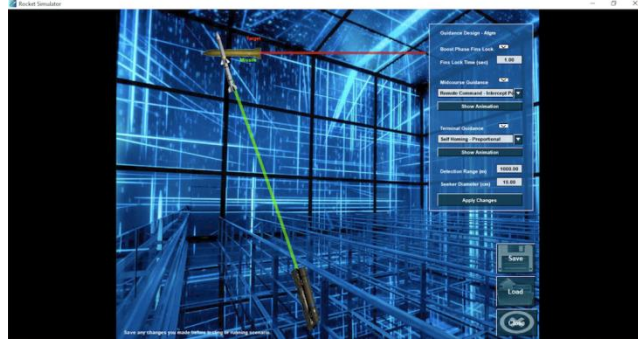 Rocket Simulator
Target
Missile
Guidance Design - Algm
Boost Phase Fins Lock
Fins Lock Time (sec) 1.00
Midcourse Guidance
Remote Command - Intercept Po
Show Animation
Terminal Guidance
Self Homing - Proportional
Show Animation
Detection Range (m) 1000.00
Seeker Diameter (cm) 10.00
Apply Changes
Save
Load
Save any changes you made before testing or running scenario.